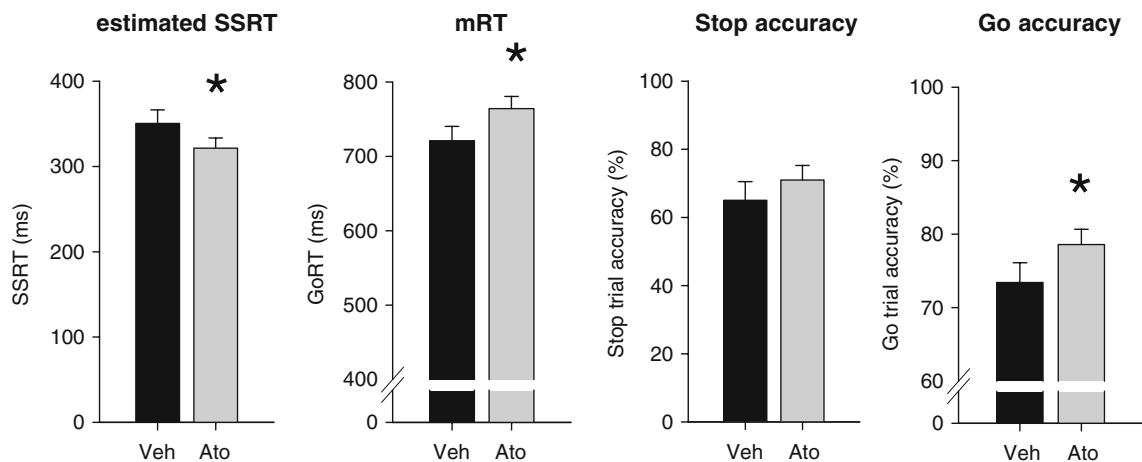 estimated SSRT
mRT
Stop accuracy
Go accuracy
SSRT (ms)
400
300
200
100
0
Veh Ato
*
GoRT (ms)
800
700
600
500
400
0
Veh Ato
*
Stop trial accuracy (%)
100
80
60
40
20
0
Veh Ato
Go trial accuracy (%)
100
90
80
70
60
0
Veh Ato
*